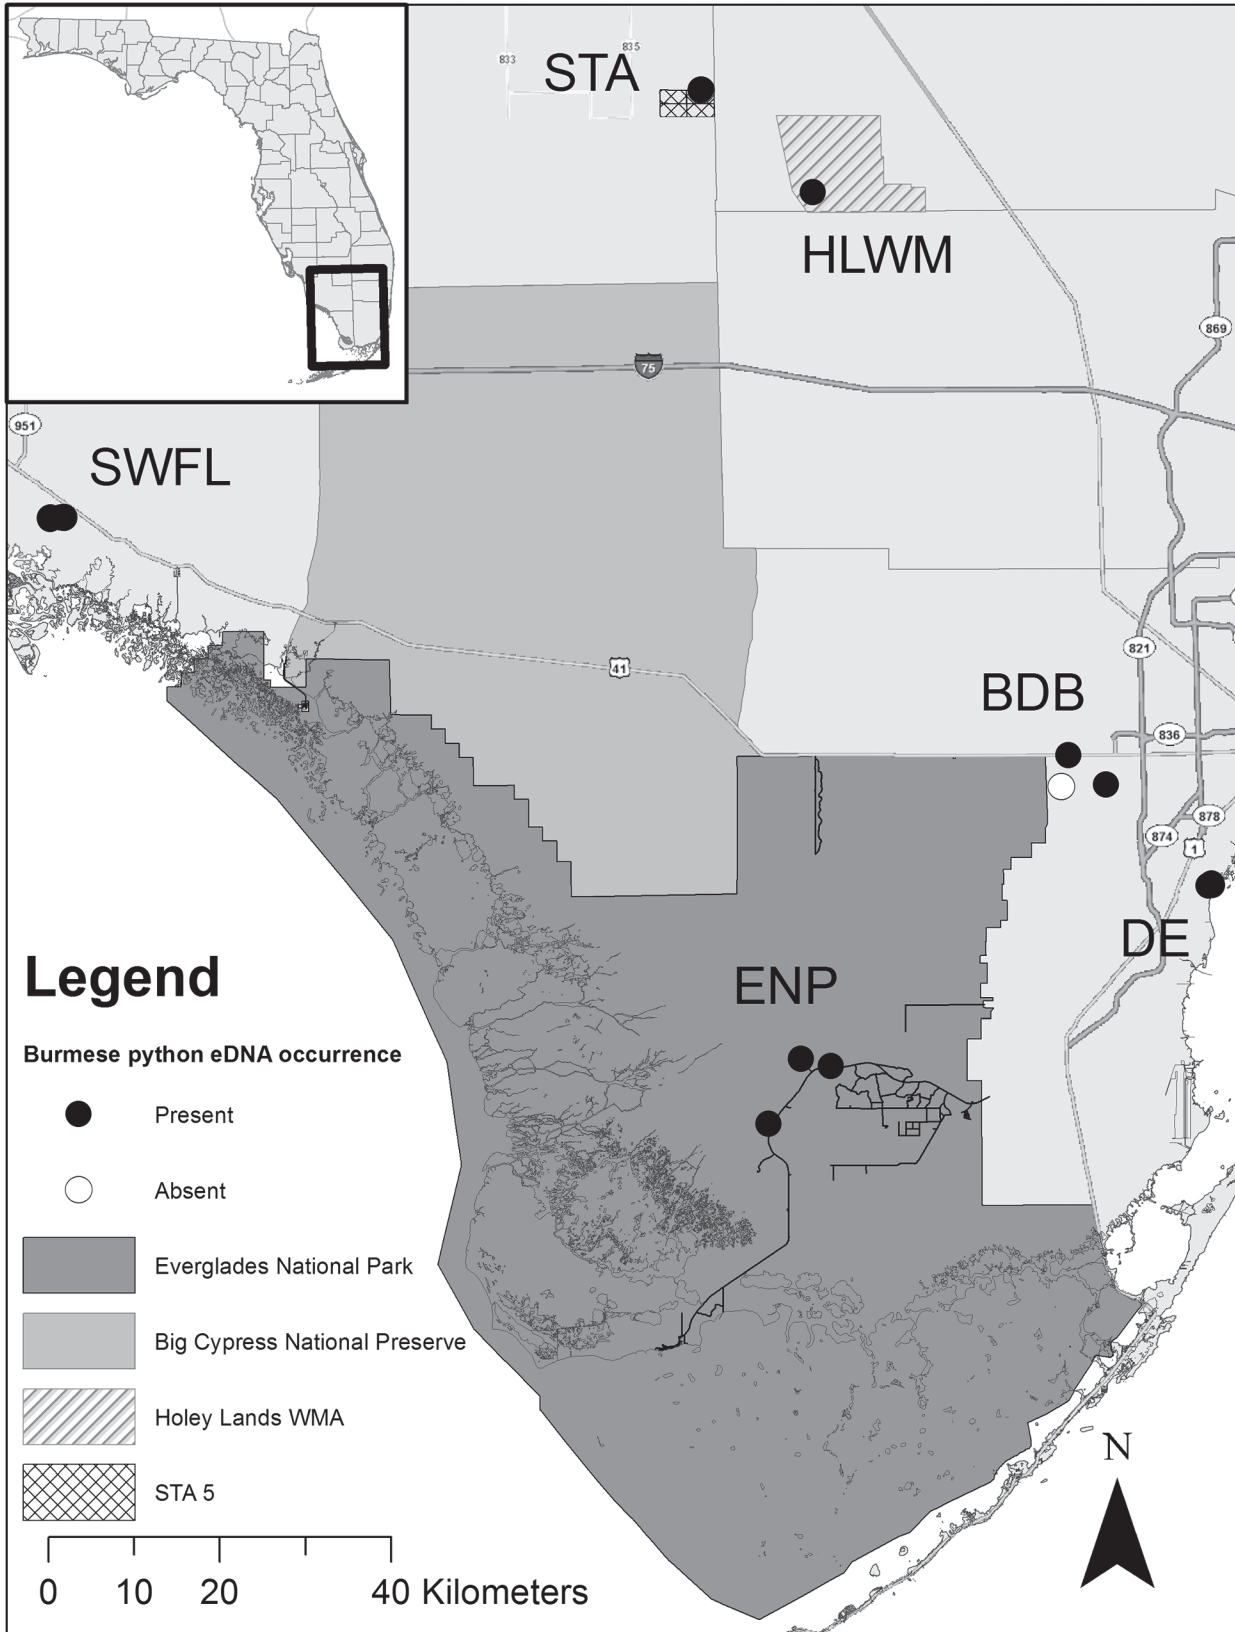 833
835
STA
HLWM
869
75
951
SWFL
41
821
BDB
836
878
874
1
DE
ENP
Legend
Burmese python eDNA occurrence
Present
Absent
Everglades National Park
Big Cypress National Preserve
Holey Lands WMA
STA 5
N
0 10 20 40 Kilometers